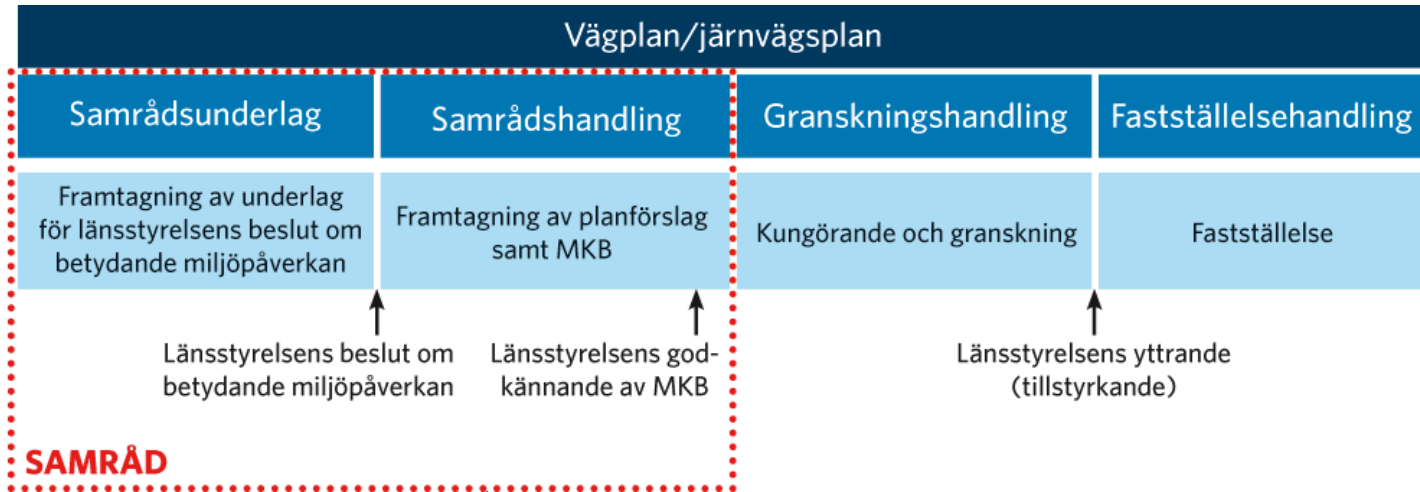 Vägplan/järnvägsplan
Samrådsunderlag
Samrådshandling
Granskningshandling
Fastställelsehandling
Framtagning av underlag
för länsstyrelsens beslut om
betydande miljöpåverkan
Framtagning av planförslag
samt MKB
Kungörande och granskning
Fastställelse
Länsstyrelsens beslut om
betydande miljöpåverkan
Länsstyrelsens god-
kännande av MKB
Länsstyrelsens yttrande
(tillstyrkande)
SAMRÅD